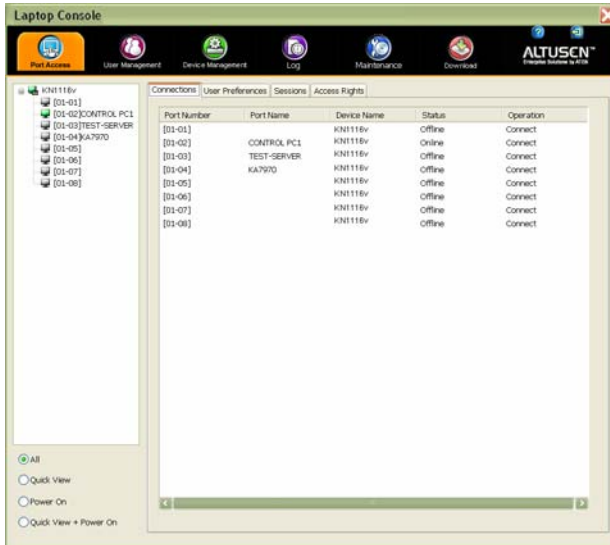 Laptop Console
Port Access
User Management
Device Management
Log
Maintenance
Download
ALTUSCN™
Enterprise Solutions by ATEN
KN1116v
[01-01]
[01-02]CONTROL PC1
[01-03]TEST-SERVER
[01-04]KA7970
[01-05]
[01-06]
[01-07]
[01-08]
All
Quick View
Power On
Quick View + Power On
Connections User Preferences Sessions Access Rights
Port Number Port Name Device Name Status Operation
[01-01] KN1116v Offline Connect
[01-02] CONTROL PC1 KN1116v Online Connect
[01-03] TEST-SERVER KN1116v Offline Connect
[01-04] KA7970 KN1116v Offline Connect
[01-05] KN1116v Offline Connect
[01-06] KN1116v Offline Connect
[01-07] KN1116v Offline Connect
[01-08] KN1116v Offline Connect